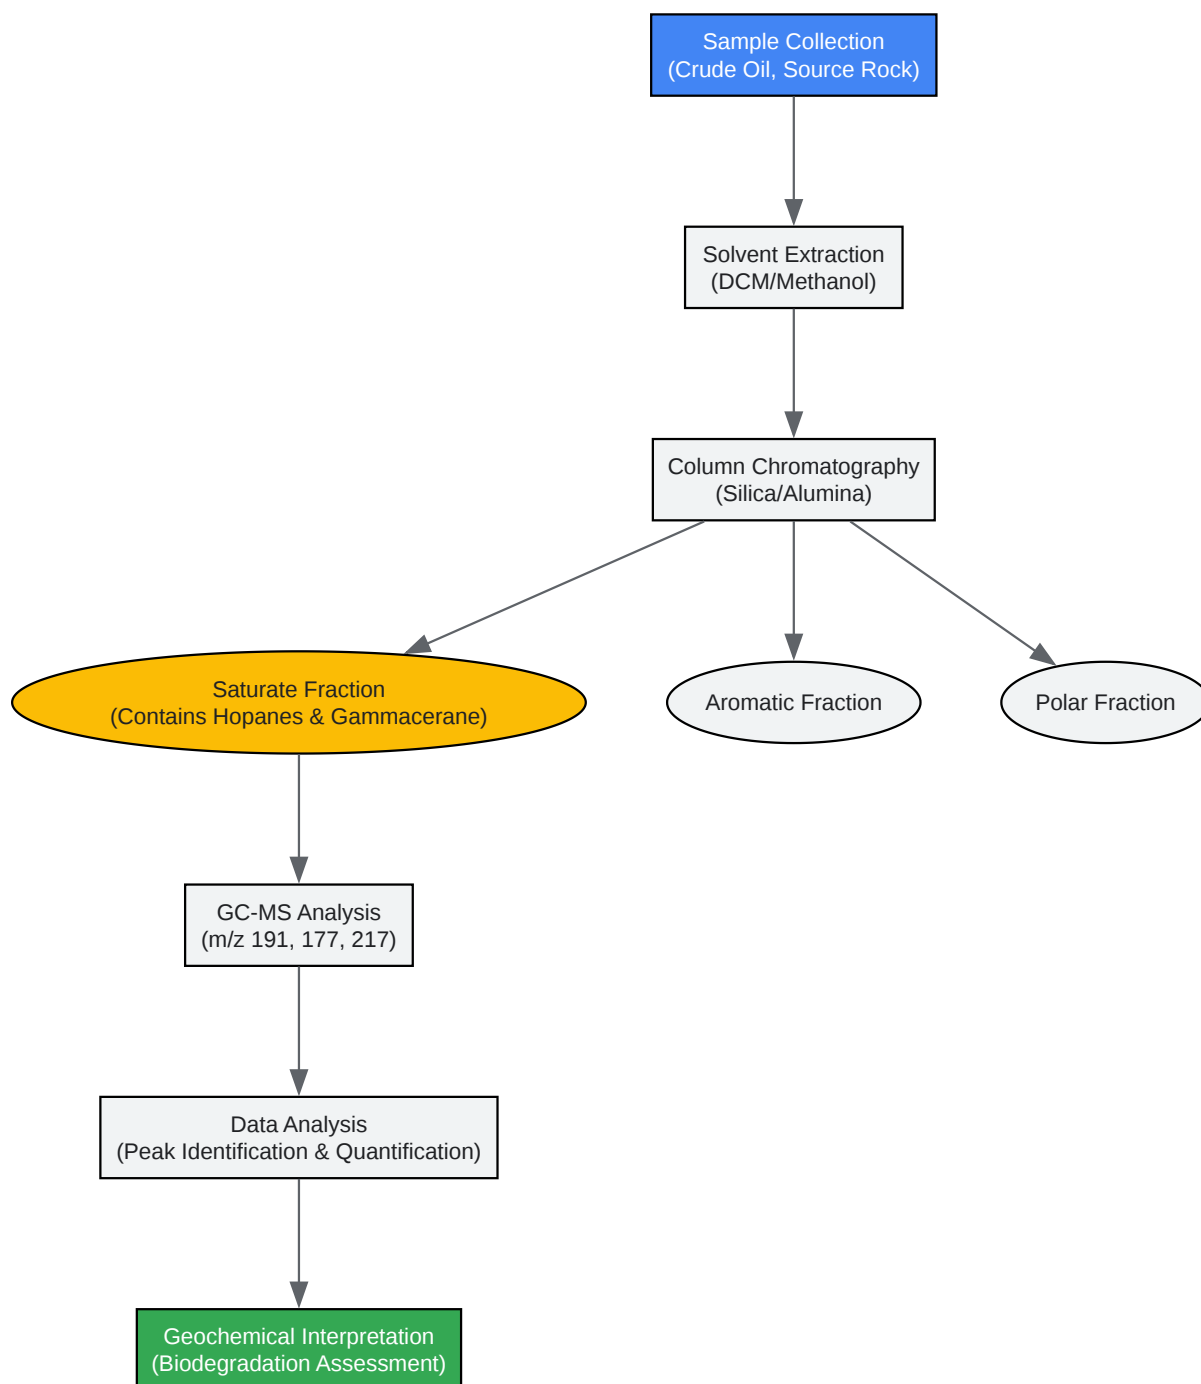 Sample Collection
(Crude Oil, Source Rock)
Solvent Extraction
(DCM/Methanol)
Column Chromatography
(Silica/Alumina)
Saturate Fraction
(Contains Hopanes & Gammacerane)
Aromatic Fraction
Polar Fraction
GC-MS Analysis
(m/z 191, 177, 217)
Data Analysis
(Peak Identification & Quantification)
Geochemical Interpretation
(Biodegradation Assessment)